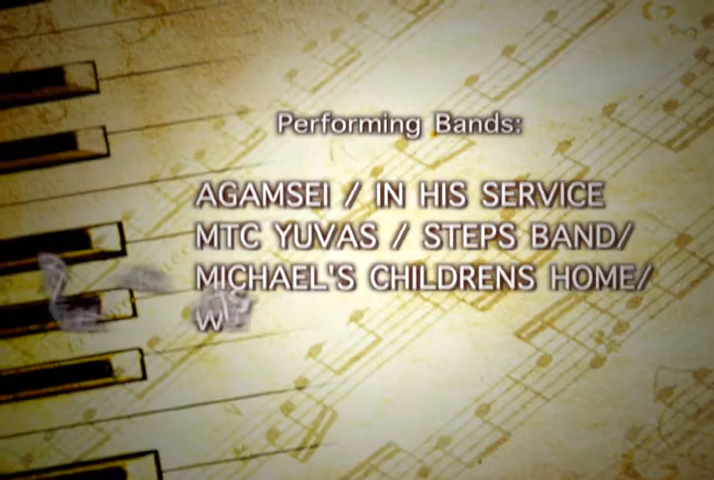 Performing Bands:
AGAMSEI / IN HIS SERVICE
MTC YUVAS / STEPS BAND/
MICHAEL'S CHILDRENS HOME/